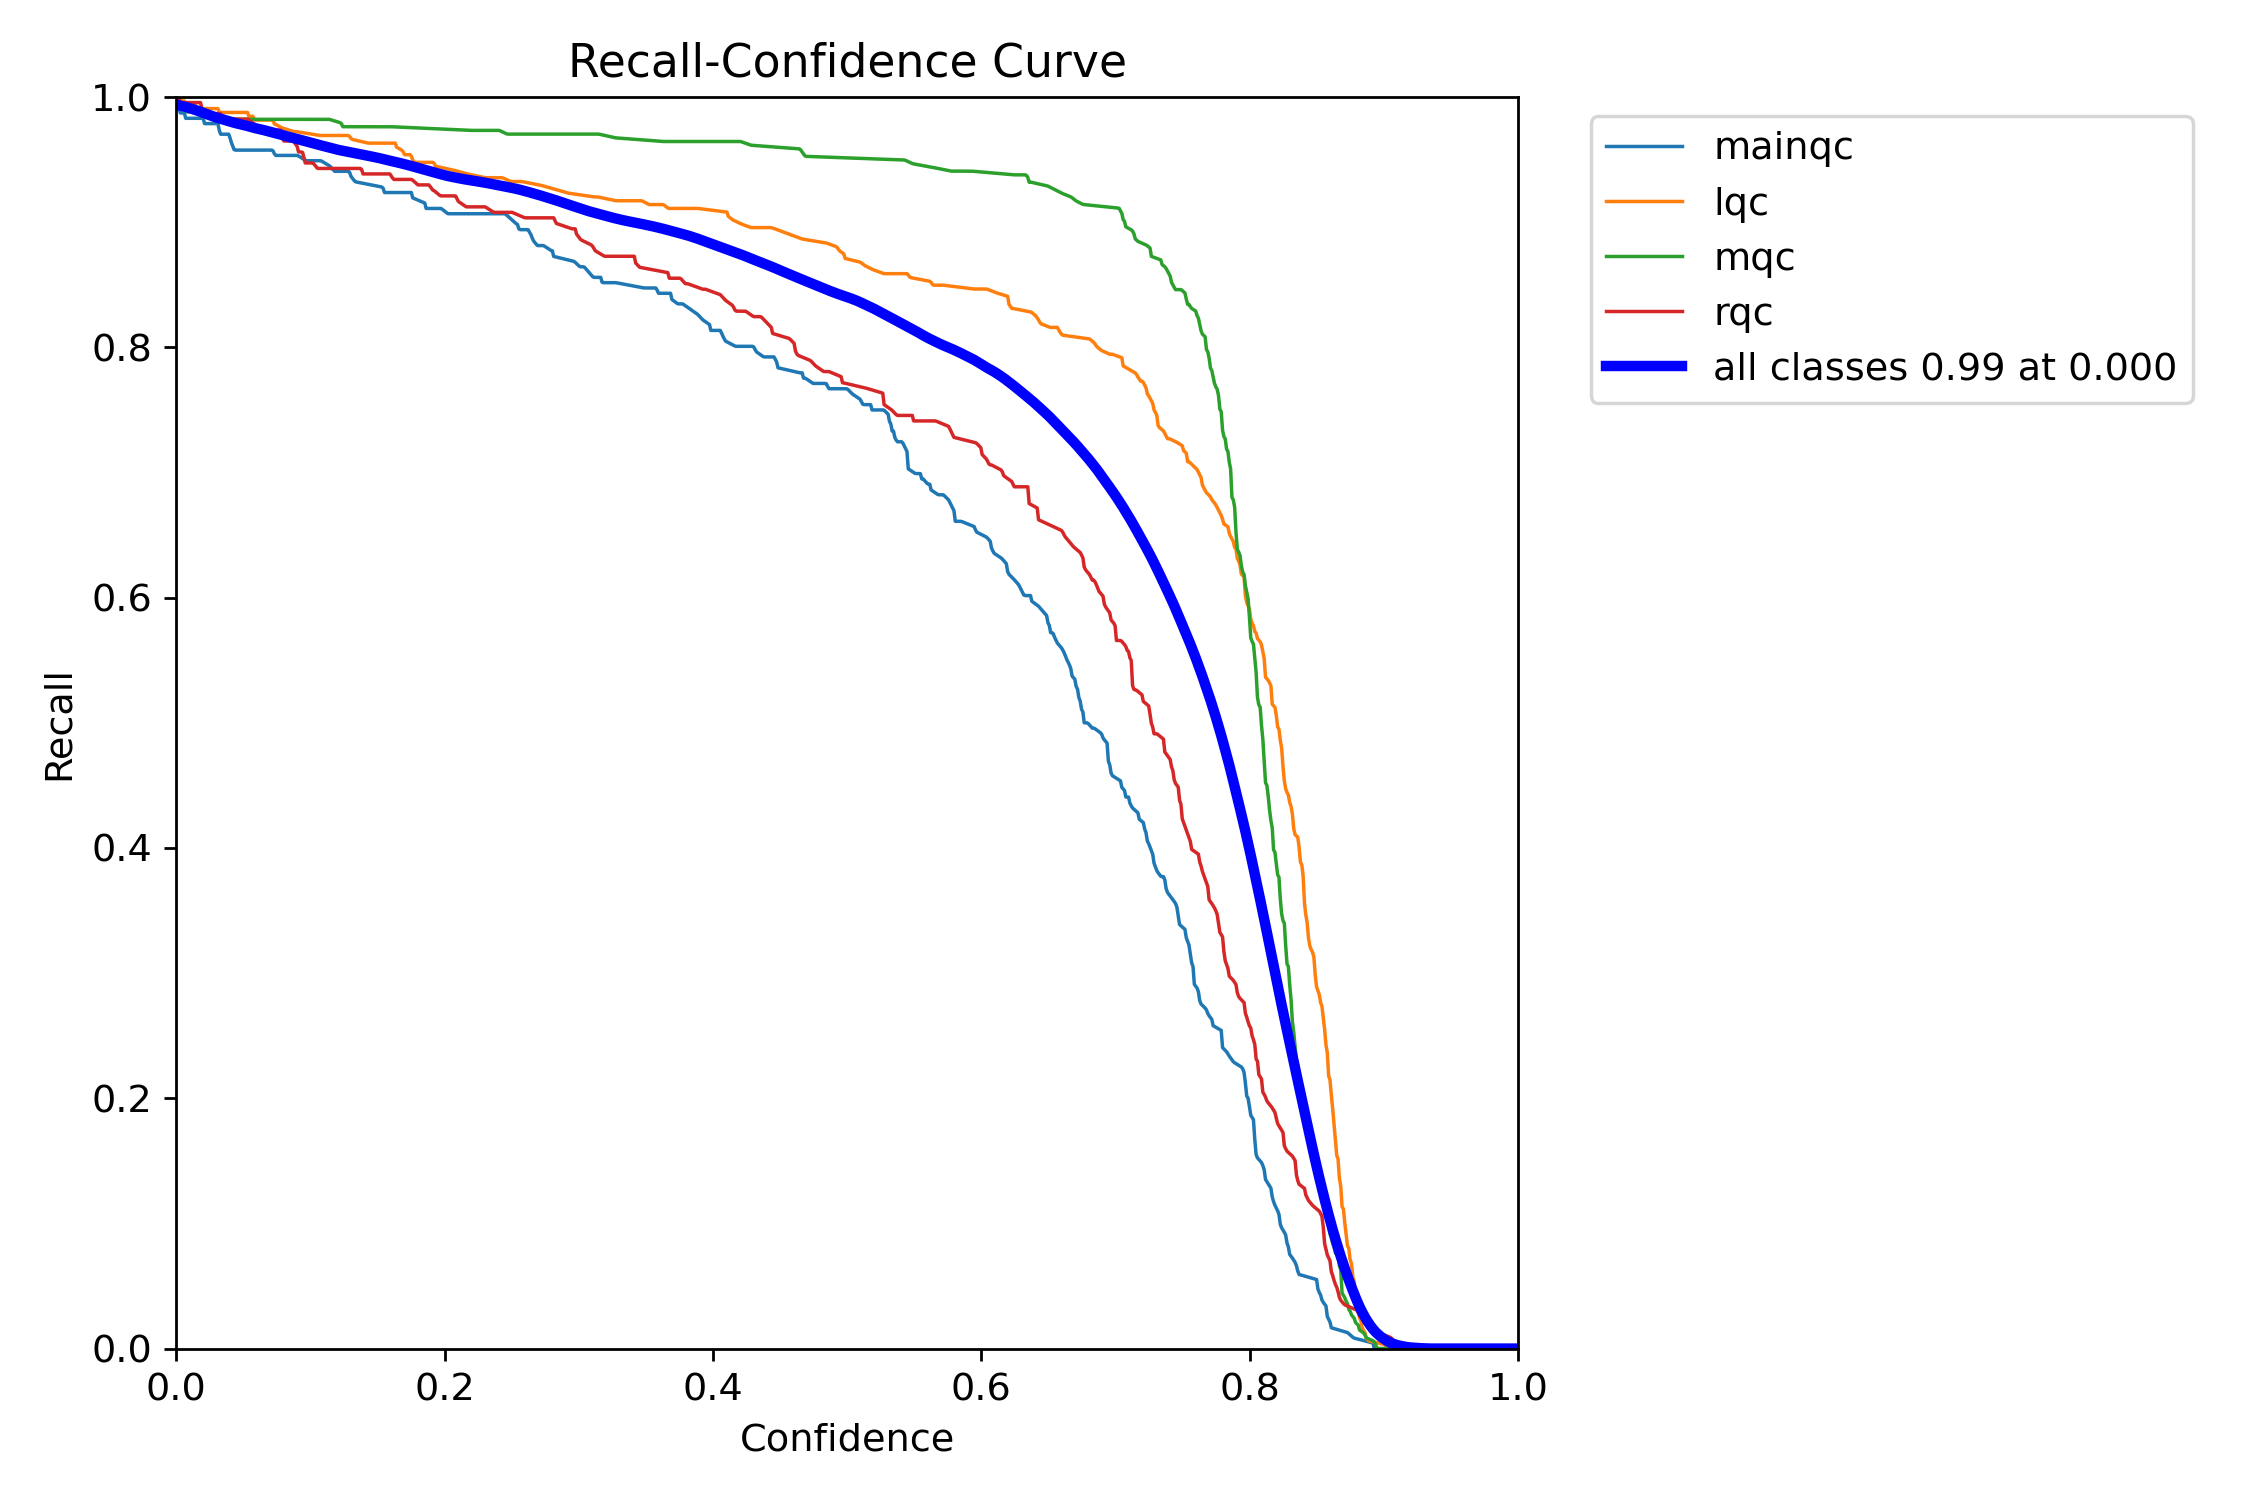 Recall-Confidence Curve
1.0
0.8
0.6
0.4
0.2
0.0
Recall
0.0 0.2 0.4 0.6 0.8 1.0
Confidence
mainqc
lqc
mqc
rqc
all classes 0.99 at 0.000